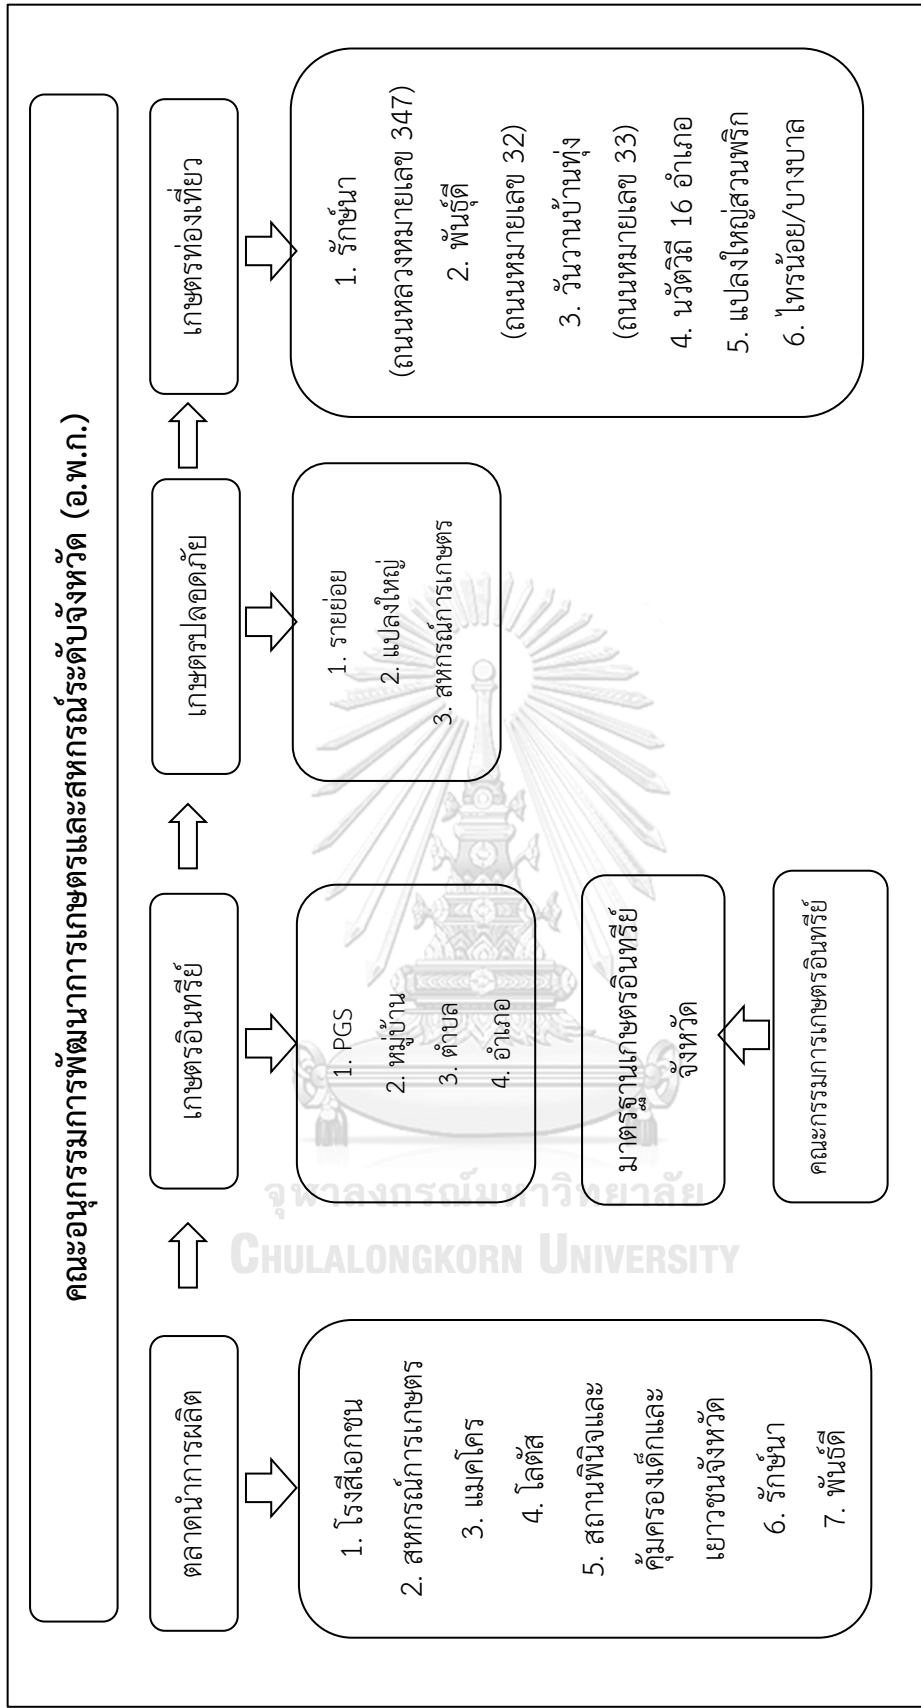 คณะอนุกรรมการพัฒนาการเกษตรและสหกรณ์ระดับจังหวัด (อ.พ.ก.)
ตลาดนำการผลิต
1. โรงสีเอกชน
2. สหกรณ์การเกษตร
3. แมคโคร
4. โลตัส
5. สถานพินิจและ
คุ้มครองเด็กและ
เยาวชนจังหวัด
6. รักษ์นา
7. พันธ์ดี
เกษตรอินทรีย์
1. PGS
2. หมู่บ้าน
3. ตำบล
4. อำเภอ
มาตรฐานเกษตรอินทรีย์
จังหวัด
คณะกรรมการเกษตรอินทรีย์
เกษตรปลอดภัย
1. รายย่อย
2. แปลงใหญ่
3. สหกรณ์การเกษตร
เกษตรท่องเที่ยว
1. รักษ์นา
(ถนนหลวงหมายเลข 347)
2. พันธุ์ดี
(ถนนหมายเลข 32)
3. วันวานบ้านทุ่ง
(ถนนหมายเลข 33)
4. นวัตวิถี 16 อำเภอ
5. แปลงใหญ่สวนพริก
6. ไทรน้อย/บางบาล
จุฬาลงกรณ์มหาวิทยาลัย
CHULALONGKORN UNIVERSITY